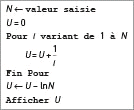 N ← valeur saisie
U = 0
Pour i variant de 1 à N
U = U + 1/i
Fin Pour
U ← U − lnN
Afficher U